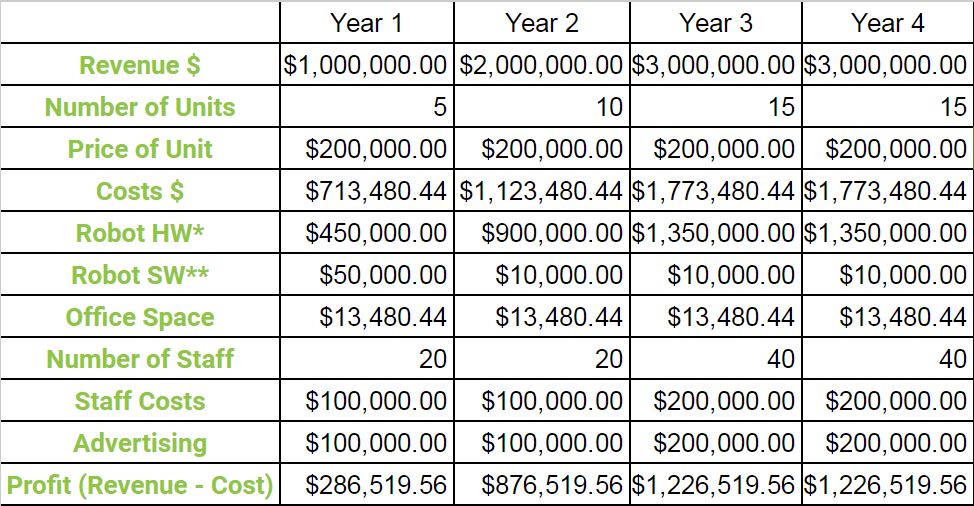 Year 1 Year 2 Year 3 Year 4
Revenue $ $1,000,000.00 $2,000,000.00 $3,000,000.00 $3,000,000.00
Number of Units 5 10 15 15
Price of Unit $200,000.00 $200,000.00 $200,000.00 $200,000.00
Costs $ $713,480.44 $1,123,480.44 $1,773,480.44 $1,773,480.44
Robot HW* $450,000.00 $900,000.00 $1,350,000.00 $1,350,000.00
Robot SW** $50,000.00 $10,000.00 $10,000.00 $10,000.00
Office Space $13,480.44 $13,480.44 $13,480.44 $13,480.44
Number of Staff 20 20 40 40
Staff Costs $100,000.00 $100,000.00 $200,000.00 $200,000.00
Advertising $100,000.00 $100,000.00 $200,000.00 $200,000.00
Profit (Revenue - Cost) $286,519.56 $876,519.56 $1,226,519.56 $1,226,519.56